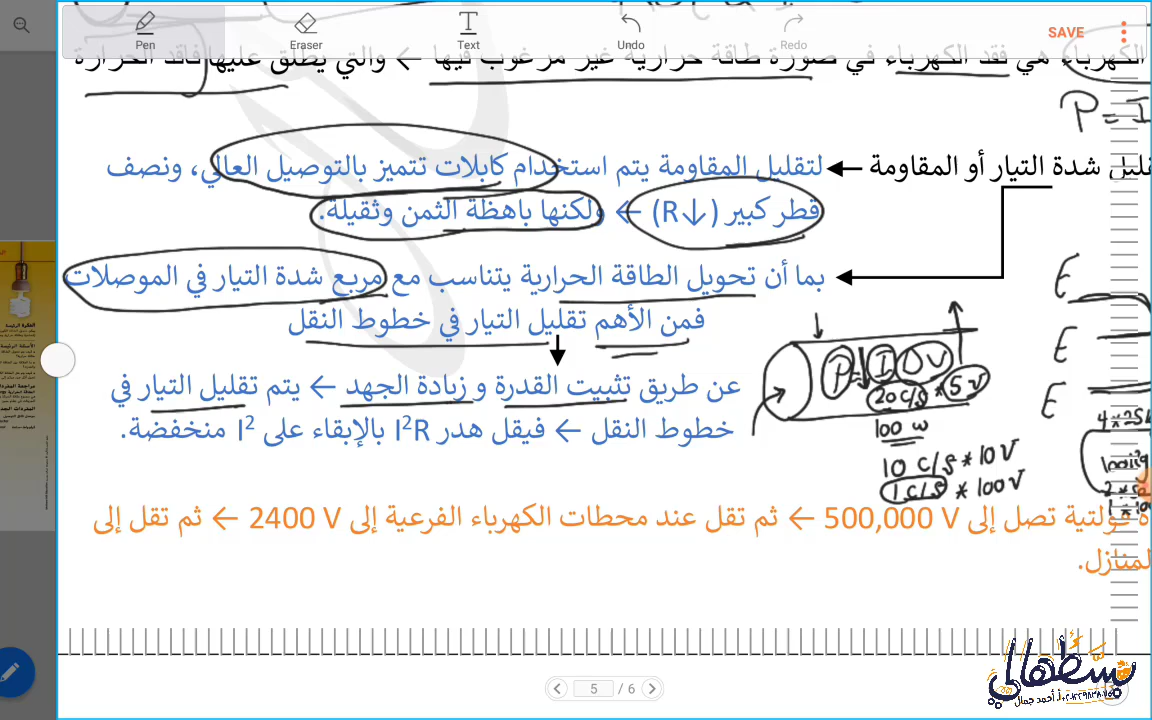 Pen
Eraser
Text
Undo
Redo
SAVE
الكهرباء هي فقد الكهرباء في صورة طاقة حرارية غير مرغوب فيها ← والتي يطلق عليها فاقد الحرارة
P = I
شدة التيار أو المقاومة ← لتقليل المقاومة يتم استخدام كابلات تتميز بالتوصيل العالي، ونصف
قطر كبير (R↓) ← ولكنها باهظة الثمن وثقيلة.
بما أن تحويل الطاقة الحرارية يتناسب مع مربع شدة التيار في الموصلات
فمن الأهم تقليل التيار في خطوط النقل
عن طريق تثبيت القدرة و زيادة الجهد ← يتم تقليل التيار في
خطوط النقل ← فيقل هدر I²R بالإبقاء على I² منخفضة.
E
E
E
P = I ΔV
20 c/s * 5 V
100 w
10 c/s * 10 V
1 c/s * 100 V
فولتية تصل إلى 500,000 V ← ثم تقل عند محطات الكهرباء الفرعية إلى 2400 V ← ثم تقل إلى
المنازل.
5 / 6
بسطهالي
أ. أحمد جمال